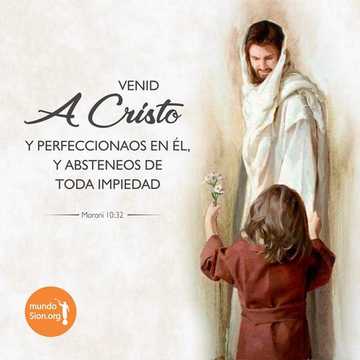 VENID
A Cristo
Y PERFECCIONAOS EN ÉL,
Y ABSTENEOS DE
TODA IMPIEDAD
Moroni 10:32
mundo
Sion.org